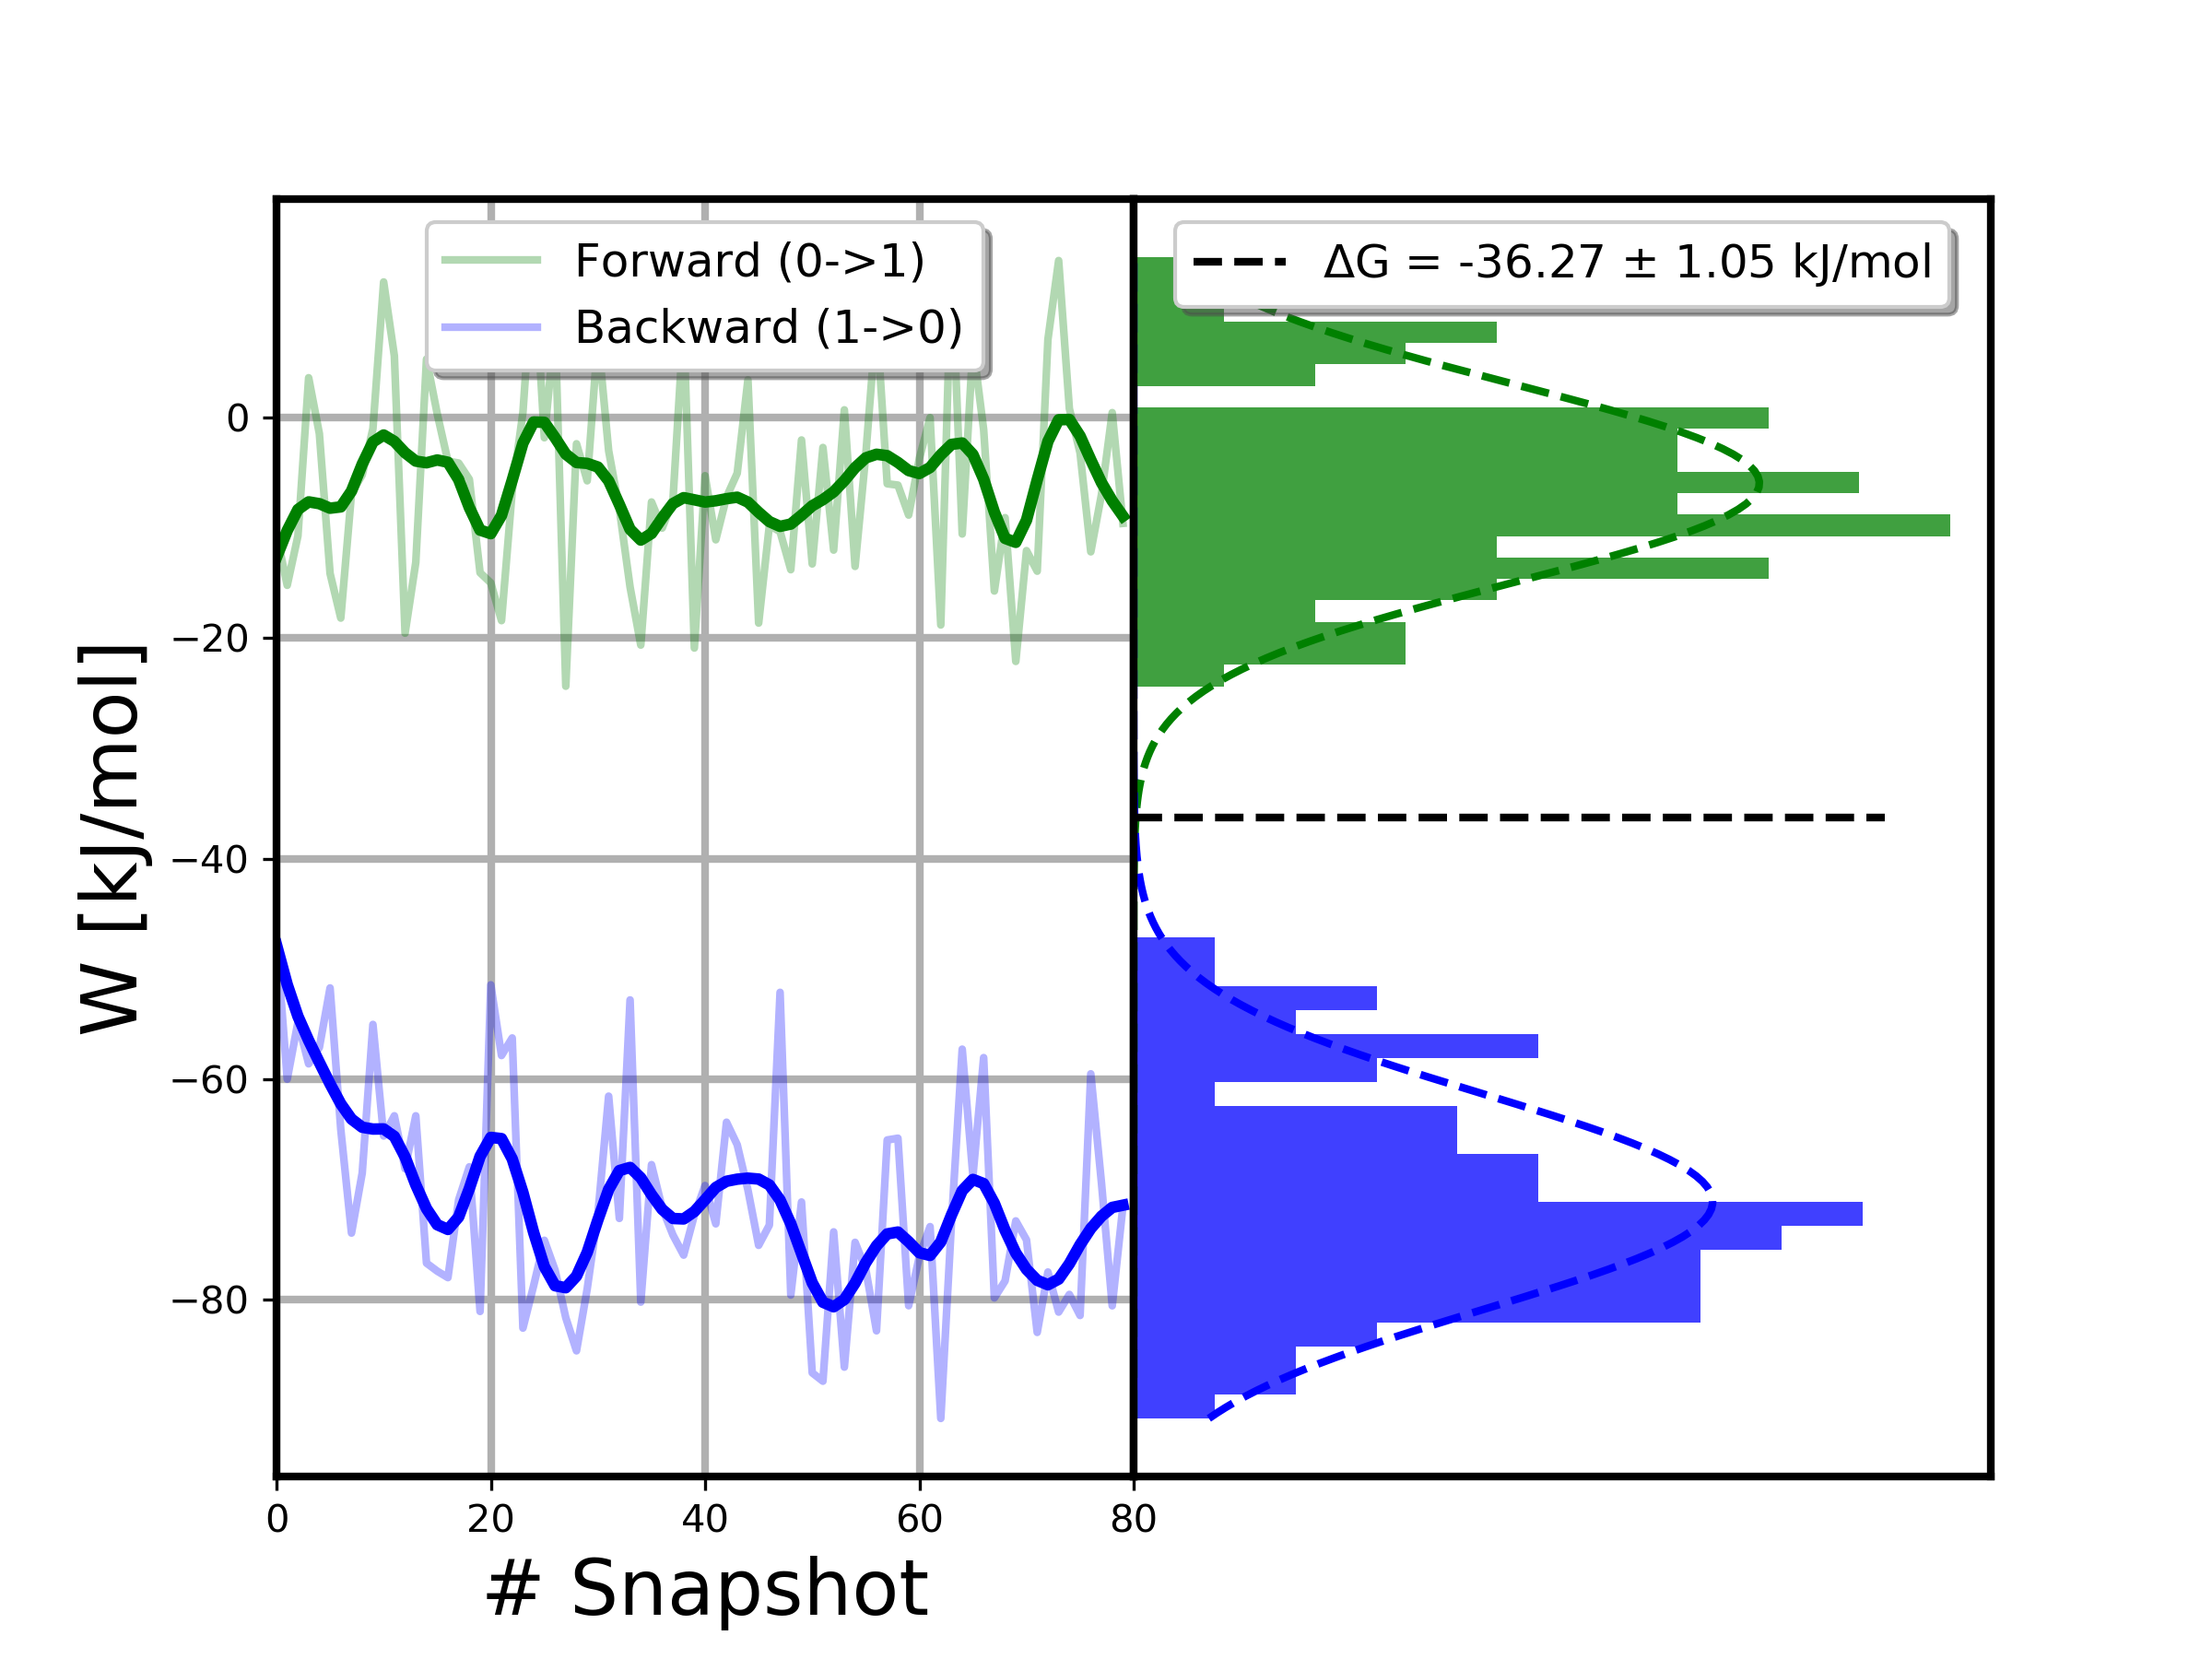 Forward (0->1)
Backward (1->0)
ΔG = -36.27 ± 1.05 kJ/mol
W [kJ/mol]
0
−20
−40
−60
−80
0 20 40 60 80
# Snapshot